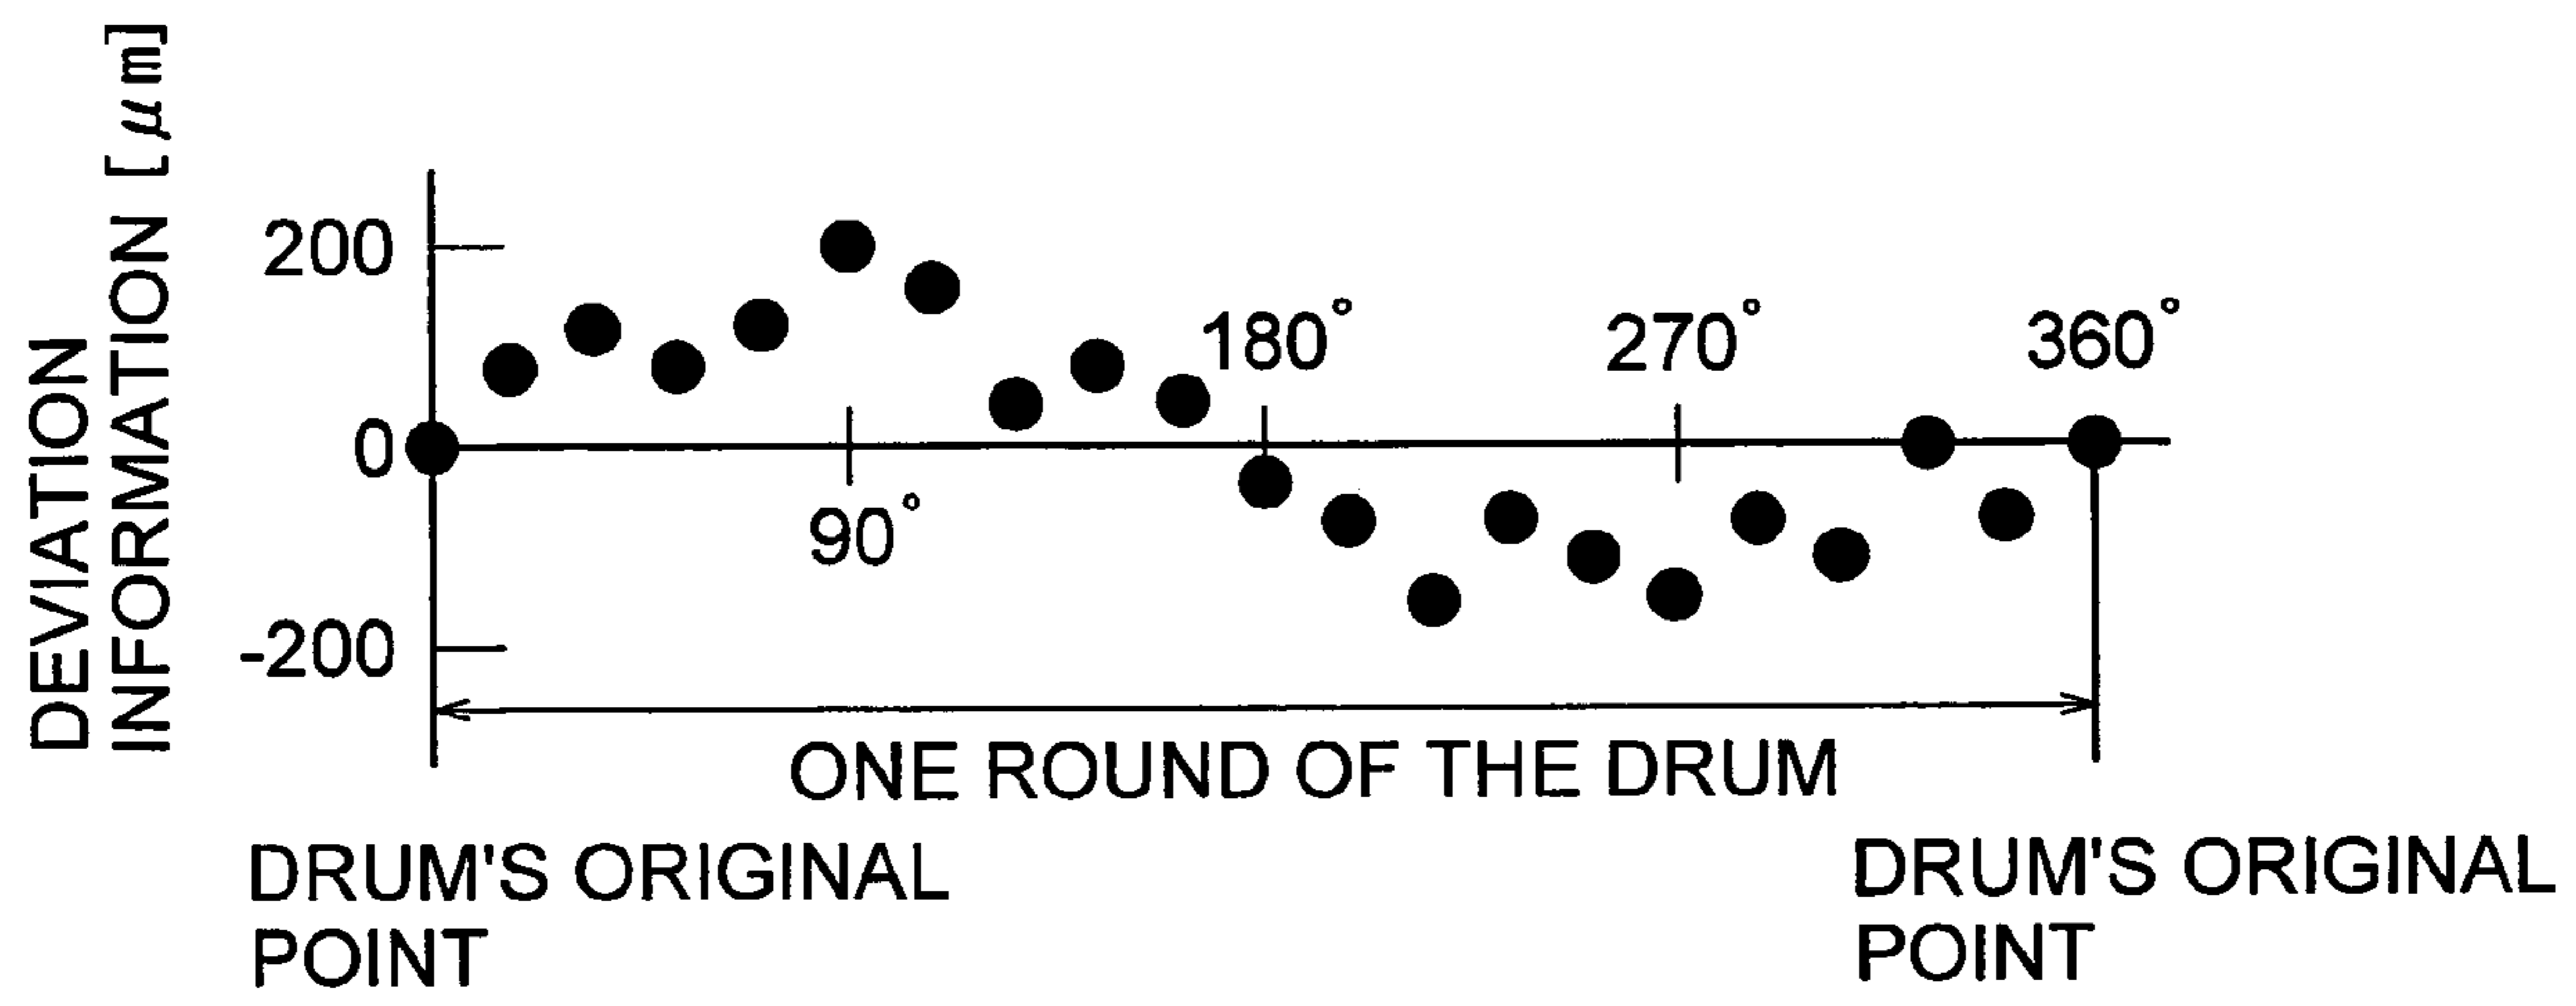 DEVIATION
INFORMATION [μm]
200
0
-200
90°
180°
270°
360°
ONE ROUND OF THE DRUM
DRUM'S ORIGINAL
POINT
DRUM'S ORIGINAL
POINT